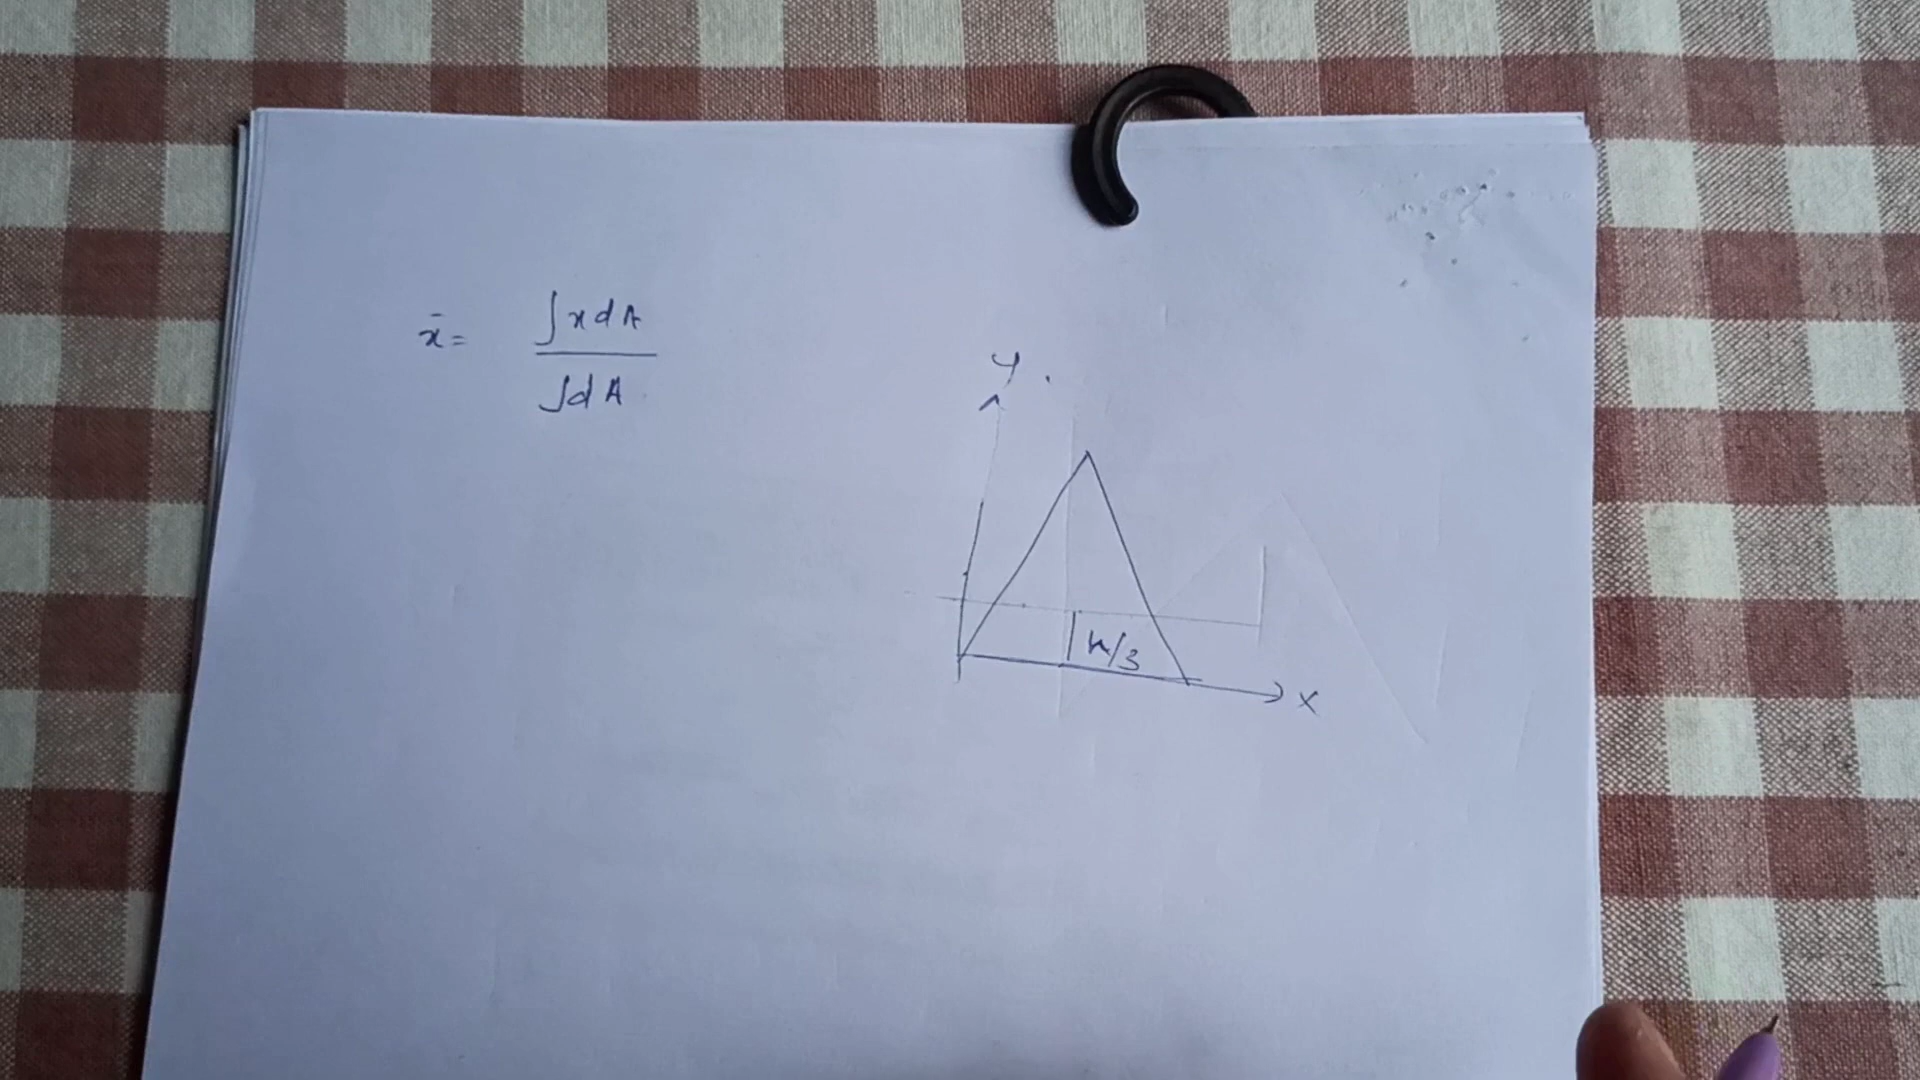 x̄ = ∫x dA
∫dA
y
h/3
x